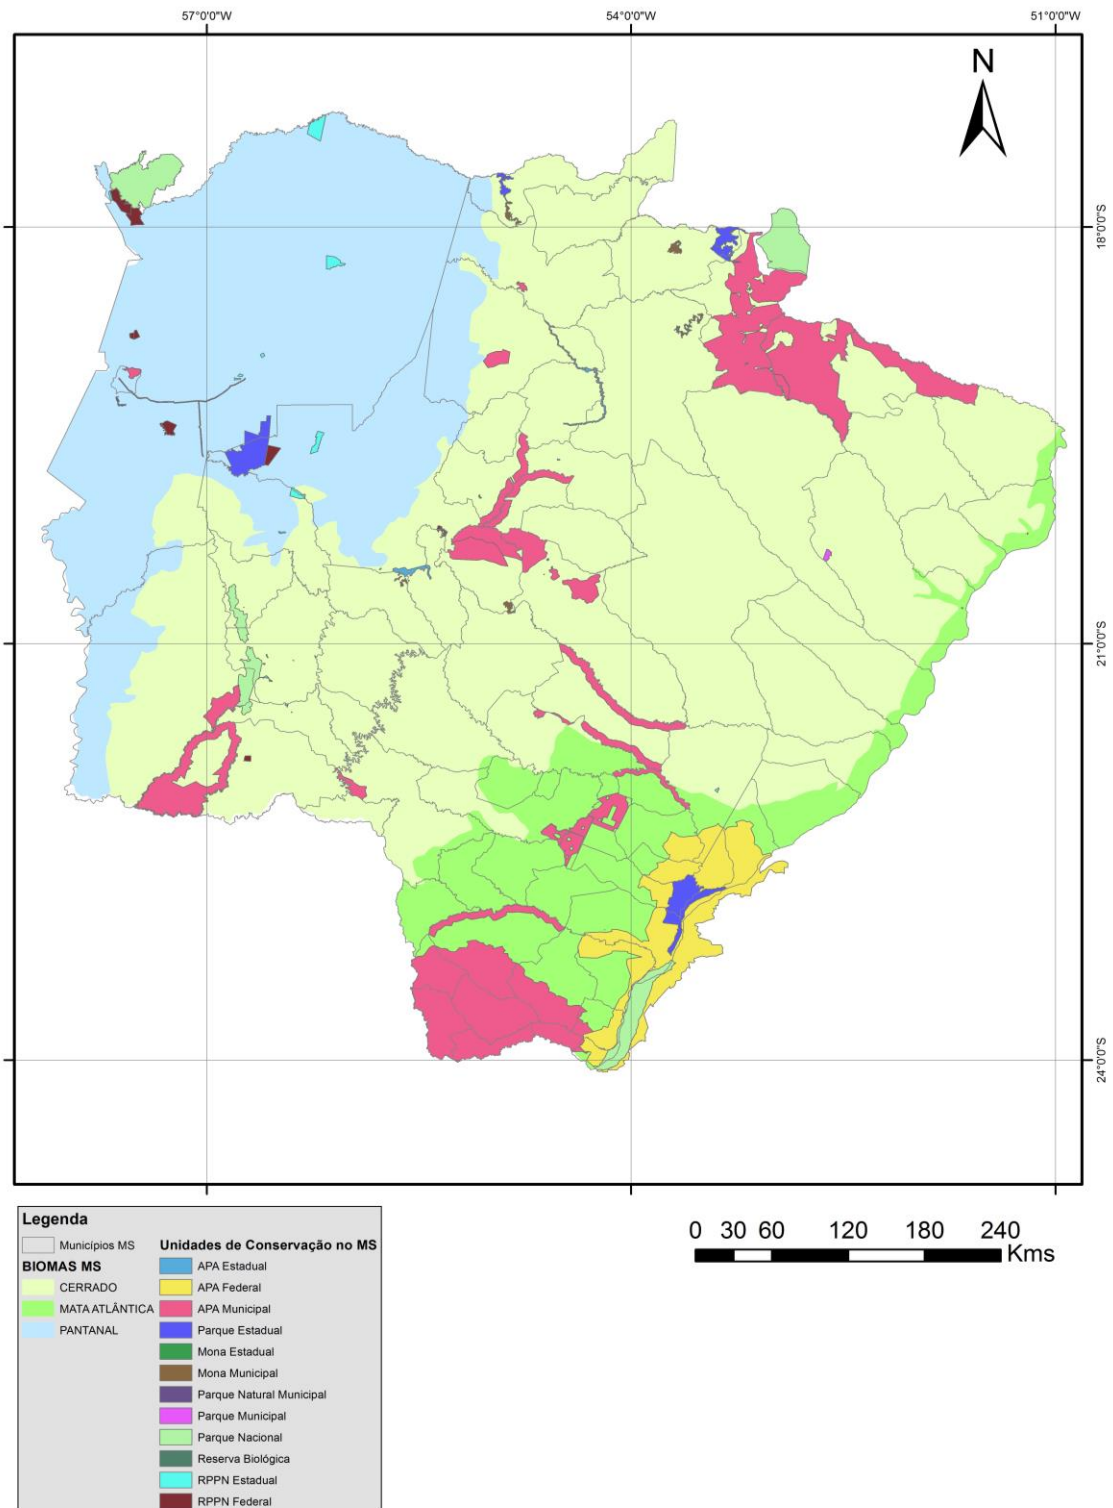 57°0'0"W 54°0'0"W 51°0'0"W
N
18°0'0"S
21°0'0"S
24°0'0"S
Legenda
Municípios MS
BIOMAS MS
CERRADO
MATA ATLÂNTICA
PANTANAL
Unidades de Conservação no MS
APA Estadual
APA Federal
APA Municipal
Parque Estadual
Mona Estadual
Mona Municipal
Parque Natural Municipal
Parque Municipal
Parque Nacional
Reserva Biológica
RPPN Estadual
RPPN Federal
0 30 60 120 180 240
Kms